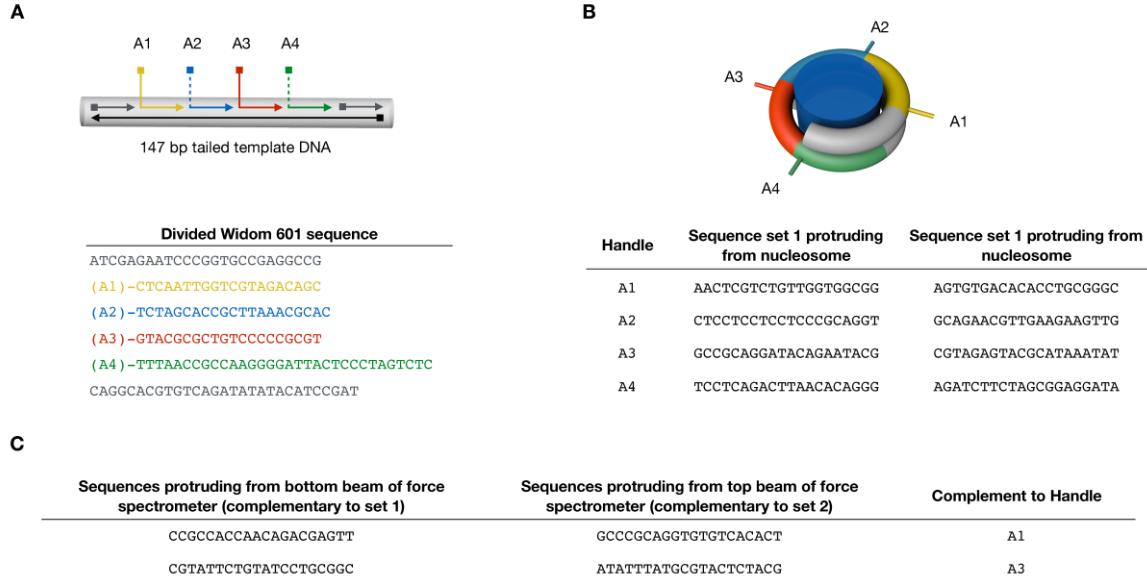 A
A1 A2 A3 A4
147 bp tailed template DNA
Divided Widom 601 sequence
ATCGAGAATCCCGGTGCCGAGGCCG
(A1)-CTCAATTGGTCGTAGACAGC
(A2)-TCTAGCACCGCTTAAACGCAC
(A3)-GTACGCGCTGTCCCCCGCGT
(A4)-TTTAACCGCCAAGGGGATTACTCCCTAGTCTC
CAGGCACGTGTCAGATATATACATCCGAT
B
A2
A3
A1
A4
Handle Sequence set 1 protruding from nucleosome Sequence set 1 protruding from nucleosome
A1 AACTCGTCTGTTGGTGGCGG AGTGTGACACACCTGCGGGC
A2 CTCCTCCTCCTCCCGCAGGT GCAGAACGTTGAAGAAGTTG
A3 GCCGCAGGATACAGAATACG CGTAGAGTACGCATAAATAT
A4 TCCTCAGACTTAACACAGGG AGATCTTCTAGCGGAGGATA
C
Sequences protruding from bottom beam of force spectrometer (complementary to set 1) Sequences protruding from top beam of force spectrometer (complementary to set 2) Complement to Handle
CCGCCACCAACAGACGAGTT GCCCGCAGGTGTGTCACACT A1
CGTATTCTGTATCCTGCGGC ATATTTATGCGTACTCTACG A3